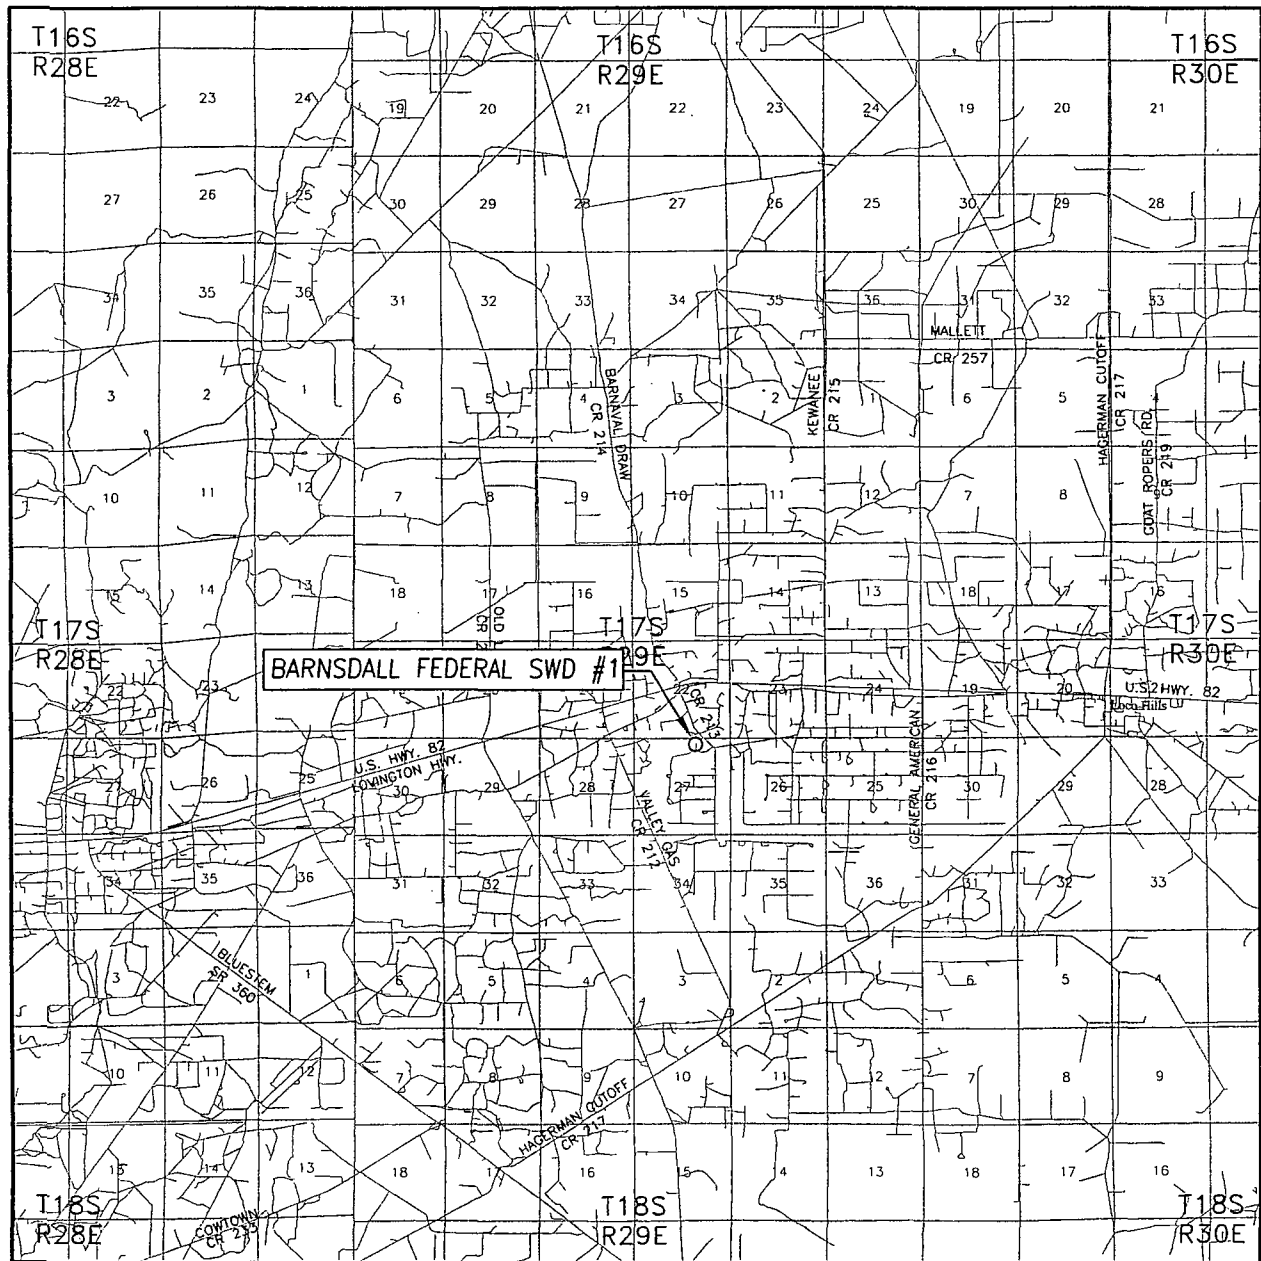 T16S T16S T16S
R28E R29E R30E
22 23 24 19 20 21 22 23 24 19 20 21
27 26 25 30 29 28 27 26 25 30 29 28
34 35 36 31 32 33 34 35 36 31 32 33
MALLETT
CR 257
3 2 1 6 5 4 3 2 1 6 5 4
BARNAVAL DRAW
CR 214
KEWANEE
CR 215
HAGERMAN CUTOFF
CR 217
GOAT ROPERS RD.
CR 219
10 11 12 7 8 9 10 11 12 7 8 9
15 14 13 18 17 16 15 14 13 18 17 16
OLD
CR
T17S T17S T17S
R28E 9E R30E
BARNSDALL FEDERAL SWD #1
22 23 22 23 24 19 20 2
CR 213
U.S. HWY. 82
Loco Hills
U.S. HWY. 82
LOVINGTON HWY.
27 26 25 30 29 28 27 26 25 30 29 28
VALLEY GAS
CR 212
GENERAL AMERICAN
CR 216
34 35 36 31 32 33 34 35 36 31 32 33
BLUESTEM
SR 360
3 2 1 6 5 4 3 2 6 5 4
10 11 12 7 8 9 10 11 2 7 8 9
HAGERMAN CUTOFF
CR 217
15 14 13 18 17 16 15 4 13 18 17 16
COWTOWN
CR 235
T18S T18S T18S
R28E R29E R30E